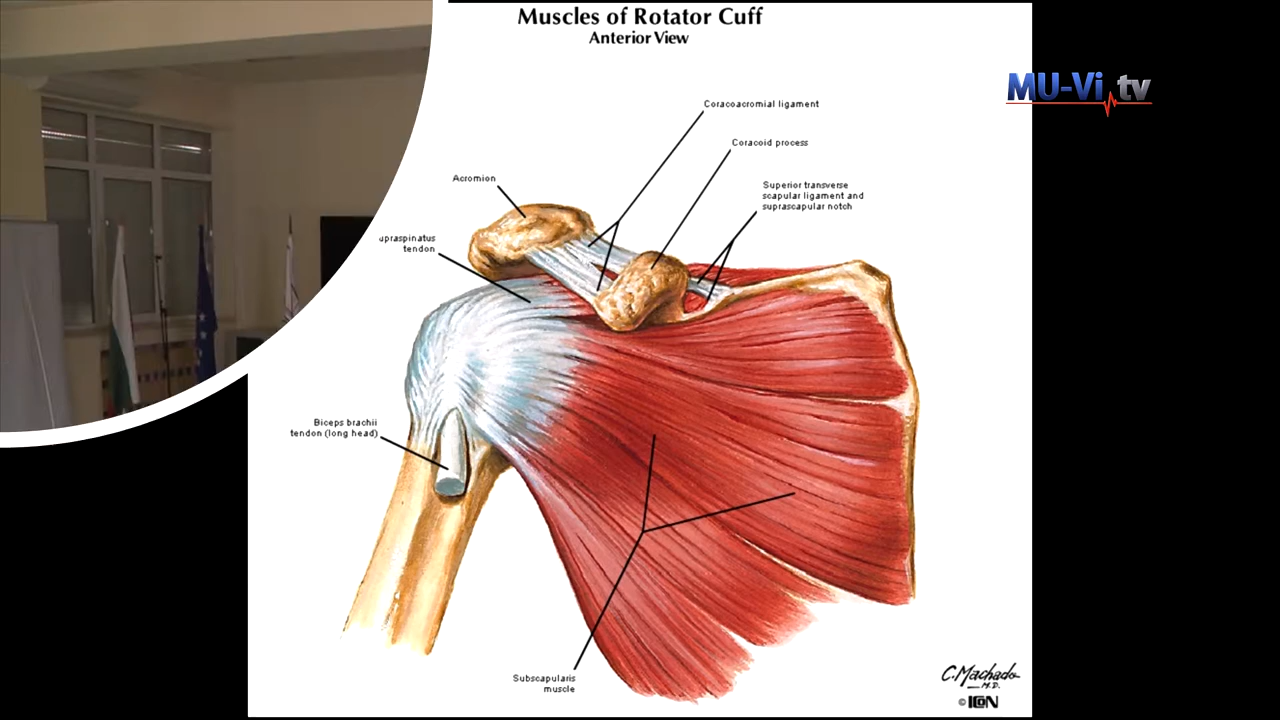 Muscles of Rotator Cuff
Anterior View
MU-Vi.tv
Coracoacromial ligament
Coracoid process
Acromion
Superior transverse
scapular ligament and
suprascapular notch
upraspinatus
tendon
Biceps brachii
tendon (long head)
Subscapularis
muscle
C. Machado
M.D.
© ICON